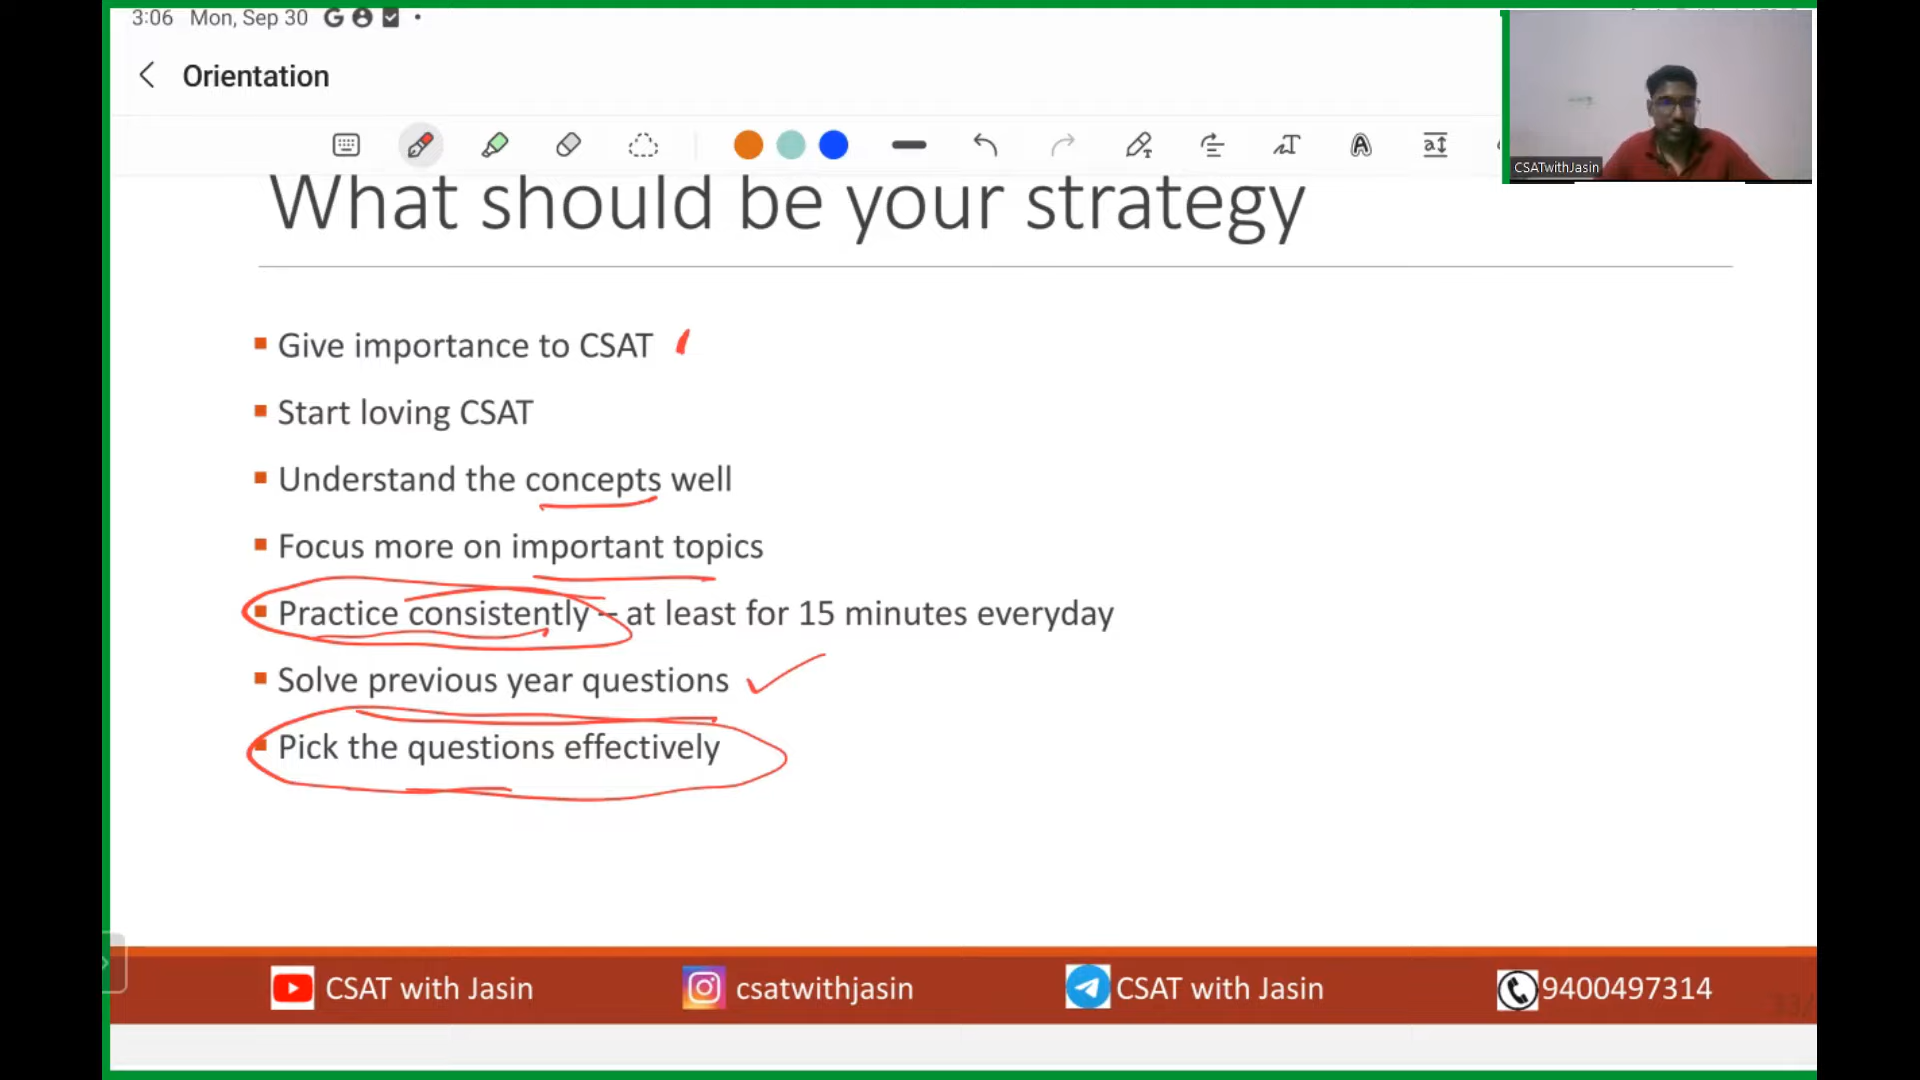 3:06 Mon, Sep 30
Orientation
CSATwithJasin
What should be your strategy
Give importance to CSAT
Start loving CSAT
Understand the concepts well
Focus more on important topics
Practice consistently – at least for 15 minutes everyday
Solve previous year questions
Pick the questions effectively
CSAT with Jasin
csatwithjasin
CSAT with Jasin
9400497314